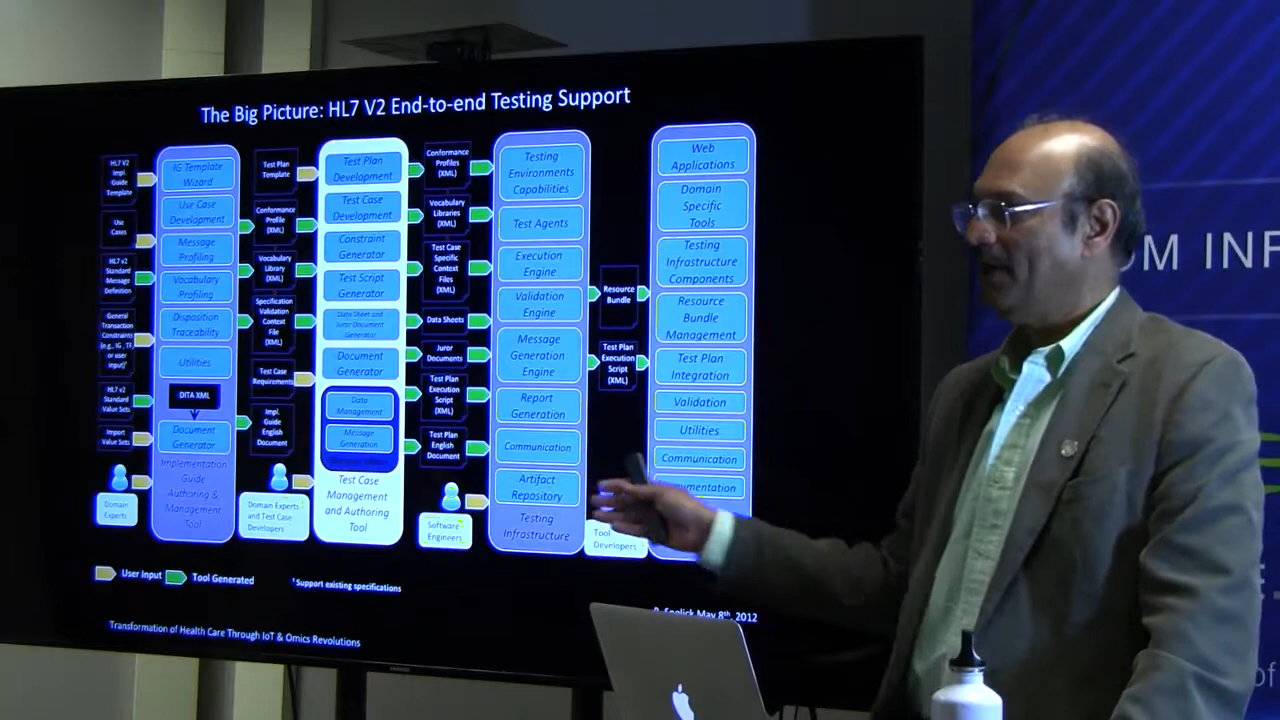 The Big Picture: HL7 V2 End-to-end Testing Support
HL7 V2
Impl.
Guide
Template
Use
Cases
HL7 v2
Standard
Message
Definition
General
Transaction
Constraints
(e.g., IG, TF,
or user
input)¹
HL7 v2
Standard
Value Sets
Import
Value Sets
Domain
Experts
IG Template
Wizard
Use Case
Development
Message
Profiling
Vocabulary
Profiling
Disposition
Traceability
Utilities
DITA XML
Document
Generator
Implementation
Guide
Authoring &
Management
Tool
Test Plan
Template
Conformance
Profile
(XML)
Vocabulary
Library
(XML)
Specification
Validation
Context
File
(XML)
Test Case
Requirements
Impl.
Guide
English
Document
Domain Experts
and Test Case
Developers
Test Plan
Development
Test Case
Development
Constraint
Generator
Test Script
Generator
Data Sheet and
Juror Document
Generator
Document
Generator
Data
Management
Message
Generation
Test Case
Management
and Authoring
Tool
Conformance
Profiles
(XML)
Vocabulary
Libraries
(XML)
Test Case
Specific
Context
Files
(XML)
Data Sheets
Juror
Documents
Test Plan
Execution
Script
(XML)
Test Plan
English
Document
Software
Engineers
Testing
Environments
Capabilities
Test Agents
Execution
Engine
Validation
Engine
Message
Generation
Engine
Report
Generation
Communication
Artifact
Repository
Testing
Infrastructure
Resource
Bundle
Test Plan
Execution
Script
(XML)
Tool
Developers
Web
Applications
Domain
Specific
Tools
Testing
Infrastructure
Components
Resource
Bundle
Management
Test Plan
Integration
Validation
Utilities
Communication
User Input
Tool Generated
¹Support existing specifications
May 8th, 2012
Transformation of Health Care Through IoT & Omics Revolutions
OM INF
of